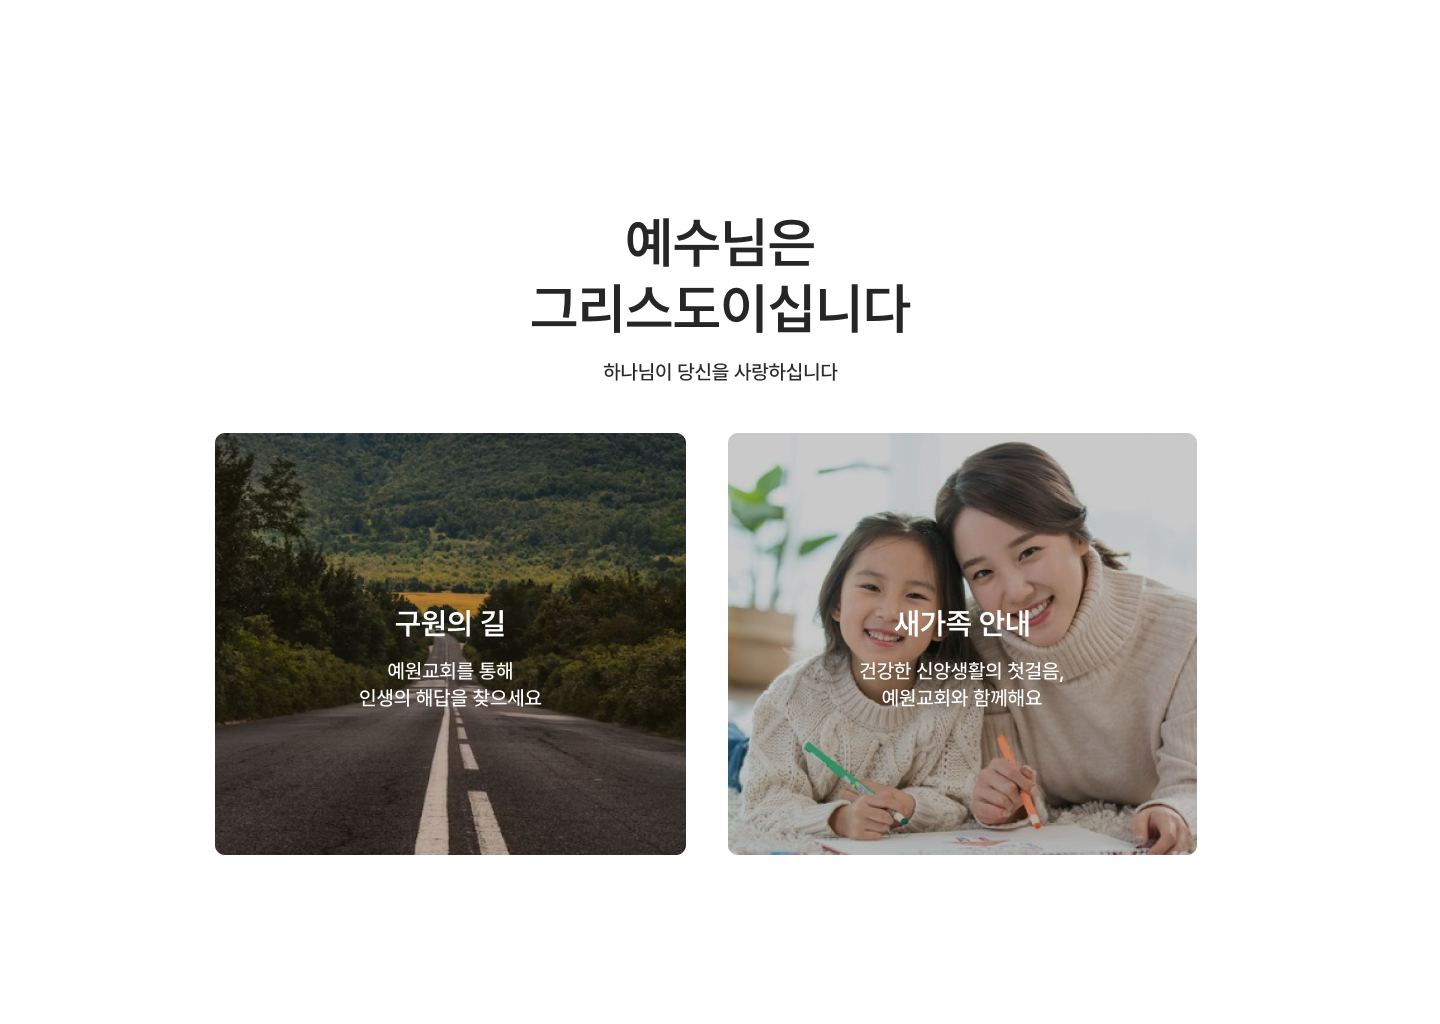 예수님은
그리스도이십니다
하나님이 당신을 사랑하십니다
구원의 길
예원교회를 통해
인생의 해답을 찾으세요
새가족 안내
건강한 신앙생활의 첫걸음,
예원교회와 함께해요